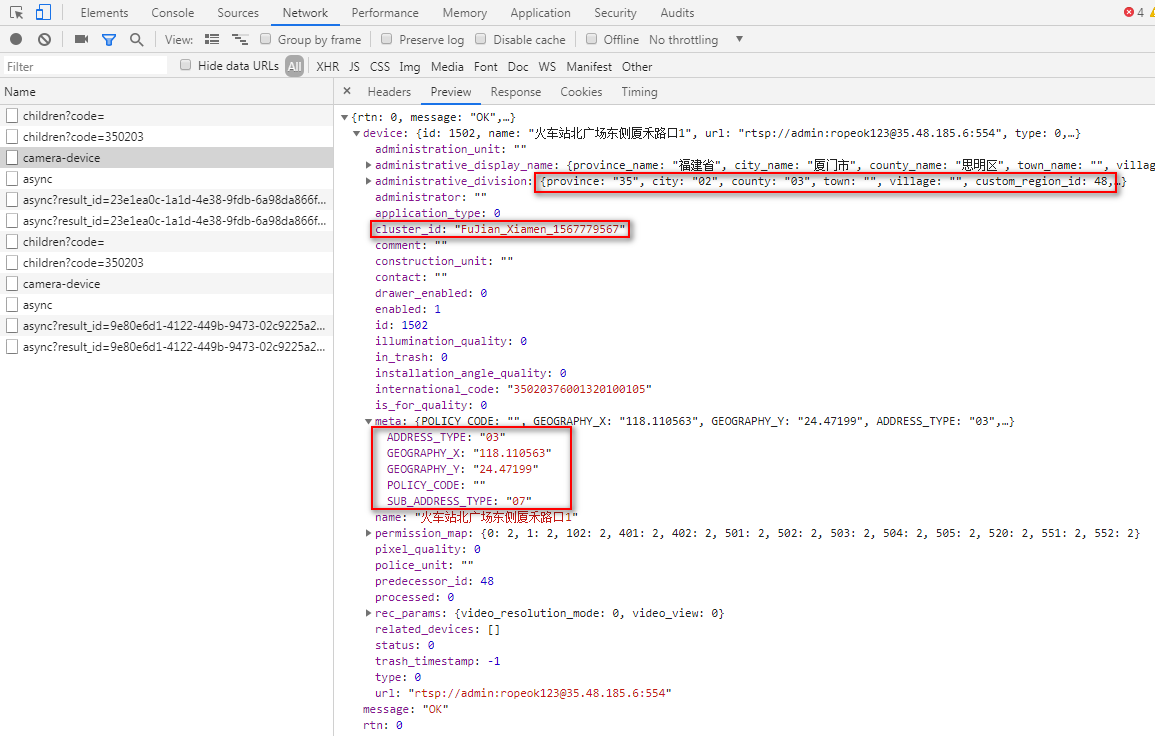 Elements Console Sources Network Performance Memory Application Security Audits 4
View: Group by frame Preserve log Disable cache Offline No throttling
Filter Hide data URLs All XHR JS CSS Img Media Font Doc WS Manifest Other
Name
children?code=
children?code=350203
camera-device
async
async?result_id=23e1ea0c-1a1d-4e38-9fdb-6a98da866f...
async?result_id=23e1ea0c-1a1d-4e38-9fdb-6a98da866f...
children?code=
children?code=350203
camera-device
async
async?result_id=9e80e6d1-4122-449b-9473-02c9225a2...
async?result_id=9e80e6d1-4122-449b-9473-02c9225a2...
× Headers Preview Response Cookies Timing
{rtn: 0, message: "OK",…}
device: {id: 1502, name: "火车站北广场东侧厦禾路口1", url: "rtsp://admin:ropeok123@35.48.185.6:554", type: 0,…}
administration_unit: ""
administrative_display_name: {province_name: "福建省", city_name: "厦门市", county_name: "思明区", town_name: "", village
administrative_division: {province: "35", city: "02", county: "03", town: "", village: "", custom_region_id: 48,…}
administrator: ""
application_type: 0
cluster_id: "FuJian_Xiamen_1567779567"
comment: ""
construction_unit: ""
contact: ""
drawer_enabled: 0
enabled: 1
id: 1502
illumination_quality: 0
in_trash: 0
installation_angle_quality: 0
international_code: "35020376001320100105"
is_for_quality: 0
meta: {POLICY_CODE: "", GEOGRAPHY_X: "118.110563", GEOGRAPHY_Y: "24.47199", ADDRESS_TYPE: "03",…}
ADDRESS_TYPE: "03"
GEOGRAPHY_X: "118.110563"
GEOGRAPHY_Y: "24.47199"
POLICY_CODE: ""
SUB_ADDRESS_TYPE: "07"
name: "火车站北广场东侧厦禾路口1"
permission_map: {0: 2, 1: 2, 102: 2, 401: 2, 402: 2, 501: 2, 502: 2, 503: 2, 504: 2, 505: 2, 520: 2, 551: 2, 552: 2}
pixel_quality: 0
police_unit: ""
predecessor_id: 48
processed: 0
rec_params: {video_resolution_mode: 0, video_view: 0}
related_devices: []
status: 0
trash_timestamp: -1
type: 0
url: "rtsp://admin:ropeok123@35.48.185.6:554"
message: "OK"
rtn: 0